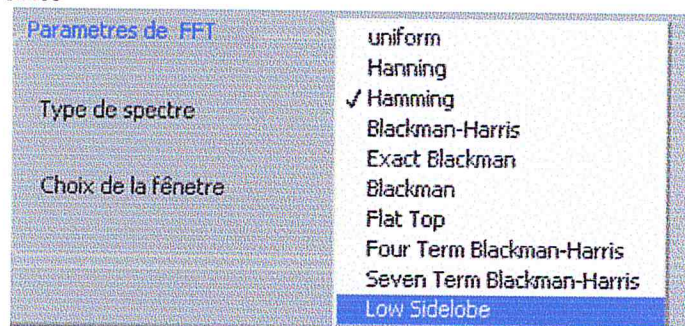 Parametres de FFT
uniform
Hanning
Type de spectre
✓ Hamming
Blackman-Harris
Exact Blackman
Choix de la fênetre
Blackman
Flat Top
Four Term Blackman-Harris
Seven Term Blackman-Harris
Low Sidelobe